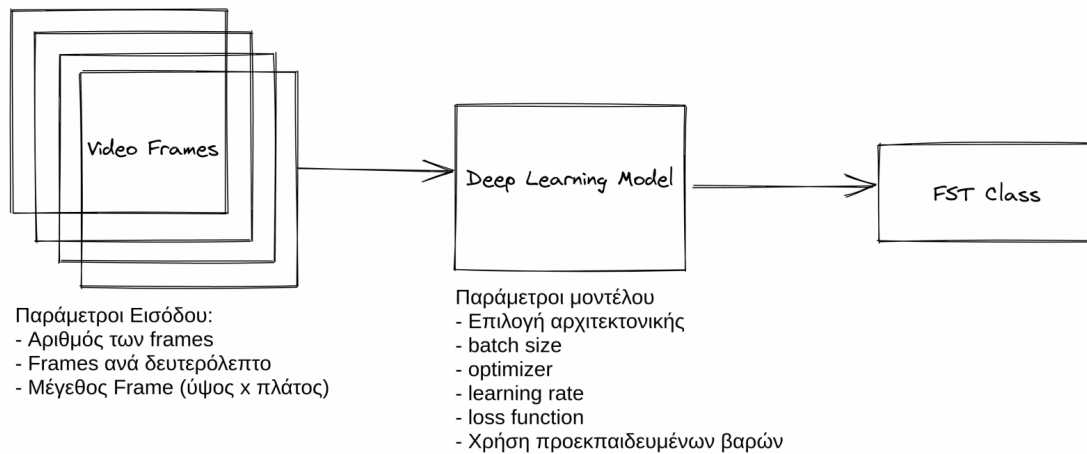 Video Frames
Deep Learning Model
FST Class
Παράμετροι Εισόδου:
- Αριθμός των frames
- Frames ανά δευτερόλεπτο
- Μέγεθος Frame (ύψος x πλάτος)
Παράμετροι μοντέλου
- Επιλογή αρχιτεκτονικής
- batch size
- optimizer
- learning rate
- loss function
- Χρήση προεκπαιδευμένων βαρών